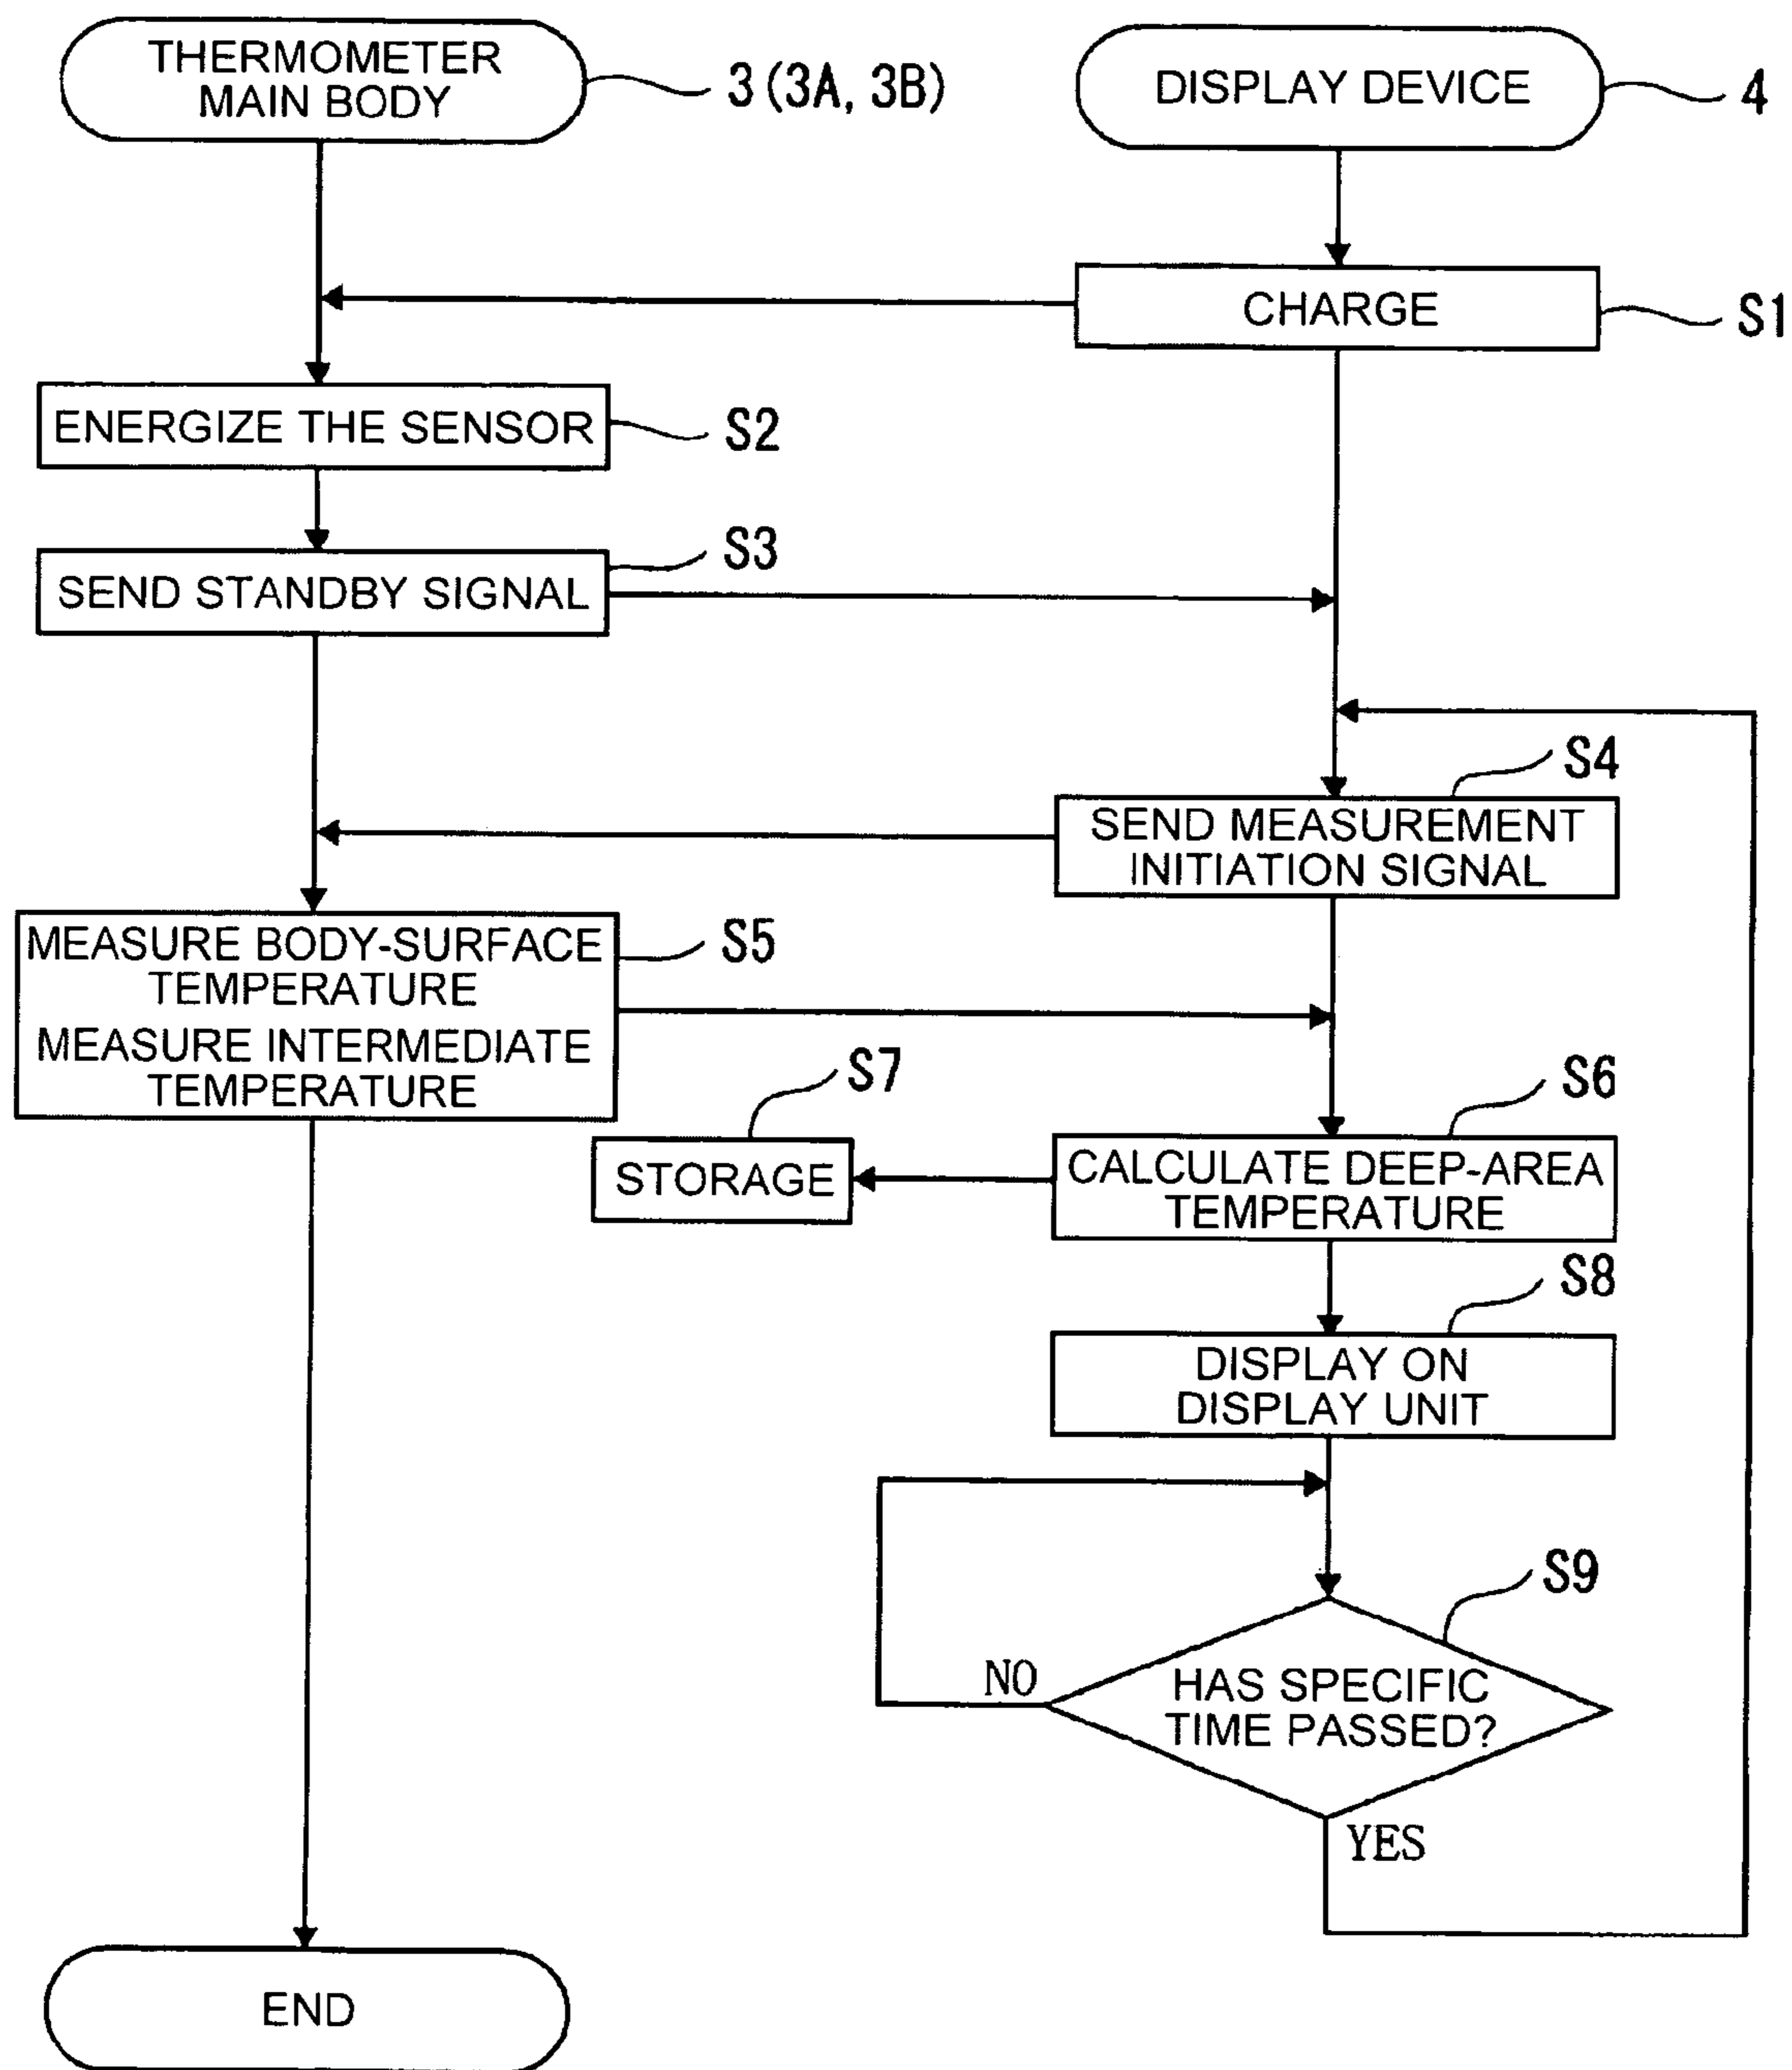 THERMOMETER
MAIN BODY
3 (3A, 3B)
DISPLAY DEVICE
4
CHARGE
S1
ENERGIZE THE SENSOR
S2
SEND STANDBY SIGNAL
S3
S4
SEND MEASUREMENT
INITIATION SIGNAL
MEASURE BODY-SURFACE
TEMPERATURE
MEASURE INTERMEDIATE
TEMPERATURE
S5
S7
STORAGE
S6
CALCULATE DEEP-AREA
TEMPERATURE
S8
DISPLAY ON
DISPLAY UNIT
S9
NO
HAS SPECIFIC
TIME PASSED?
YES
END